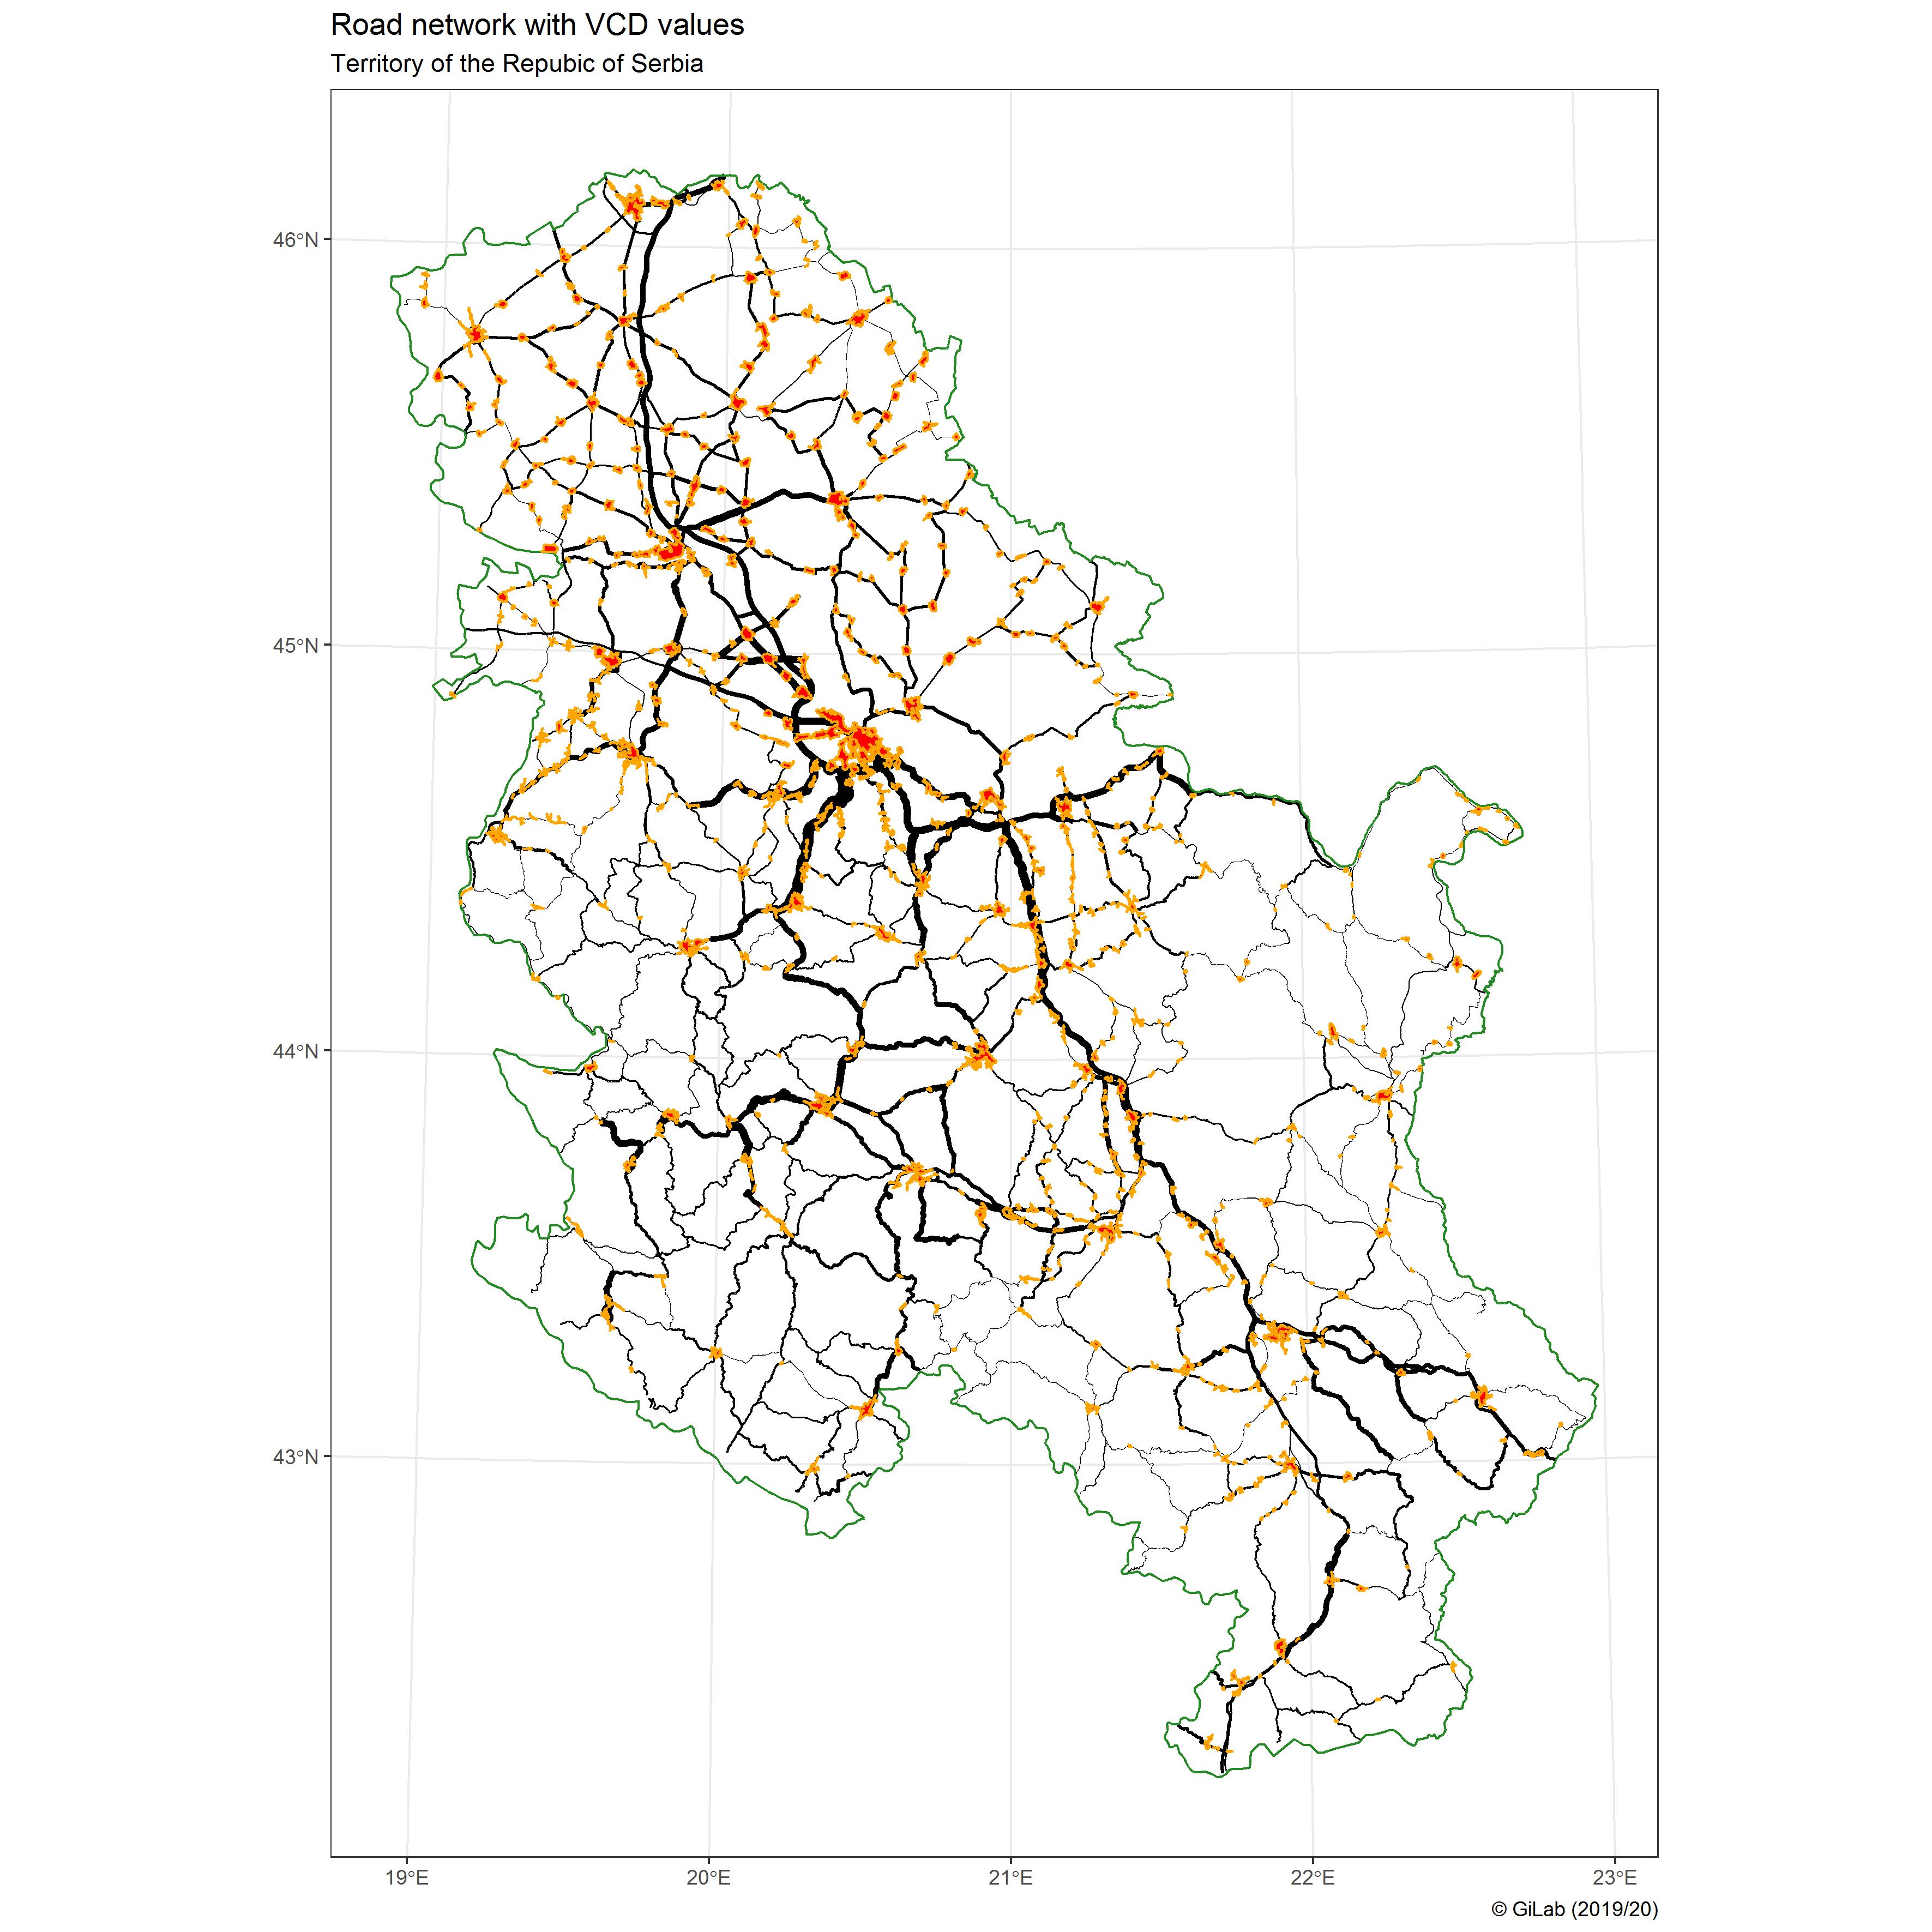 Road network with VCD values
Territory of the Repubic of Serbia
46°N
45°N
44°N
43°N
19°E
20°E
21°E
22°E
23°E
© GiLab (2019/20)